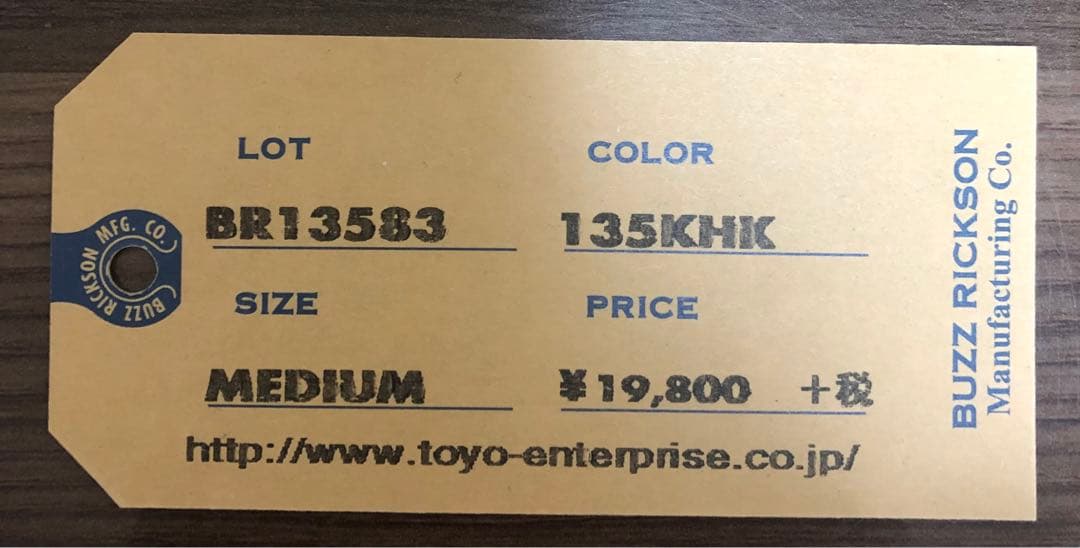 LOT COLOR
BR13583 135KHK
SIZE PRICE
MEDIUM ¥19,800 +税
http://www.toyo-enterprise.co.jp/
BUZZ RICKSON
Manufacturing Co.
BUZZ RICKSON MFG. CO.